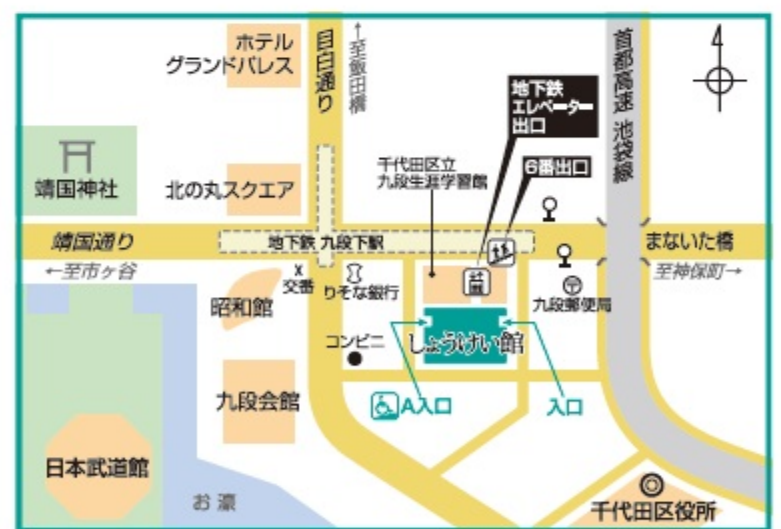 ホテル
グランドパレス
目白通り
←至飯田橋
首都高速 池袋線
4
地下鉄
エレベーター
出口
千代田区立
九段生涯学習館
6番出口
靖国神社
北の丸スクエア
靖国通り
地下鉄 九段下駅
まないた橋
←至市ヶ谷
x
交番
りそな銀行
〒
九段郵便局
至神保町→
昭和館
コンビニ
しょうけい館
九段会館
A入口
入口
日本武道館
お濠
千代田区役所